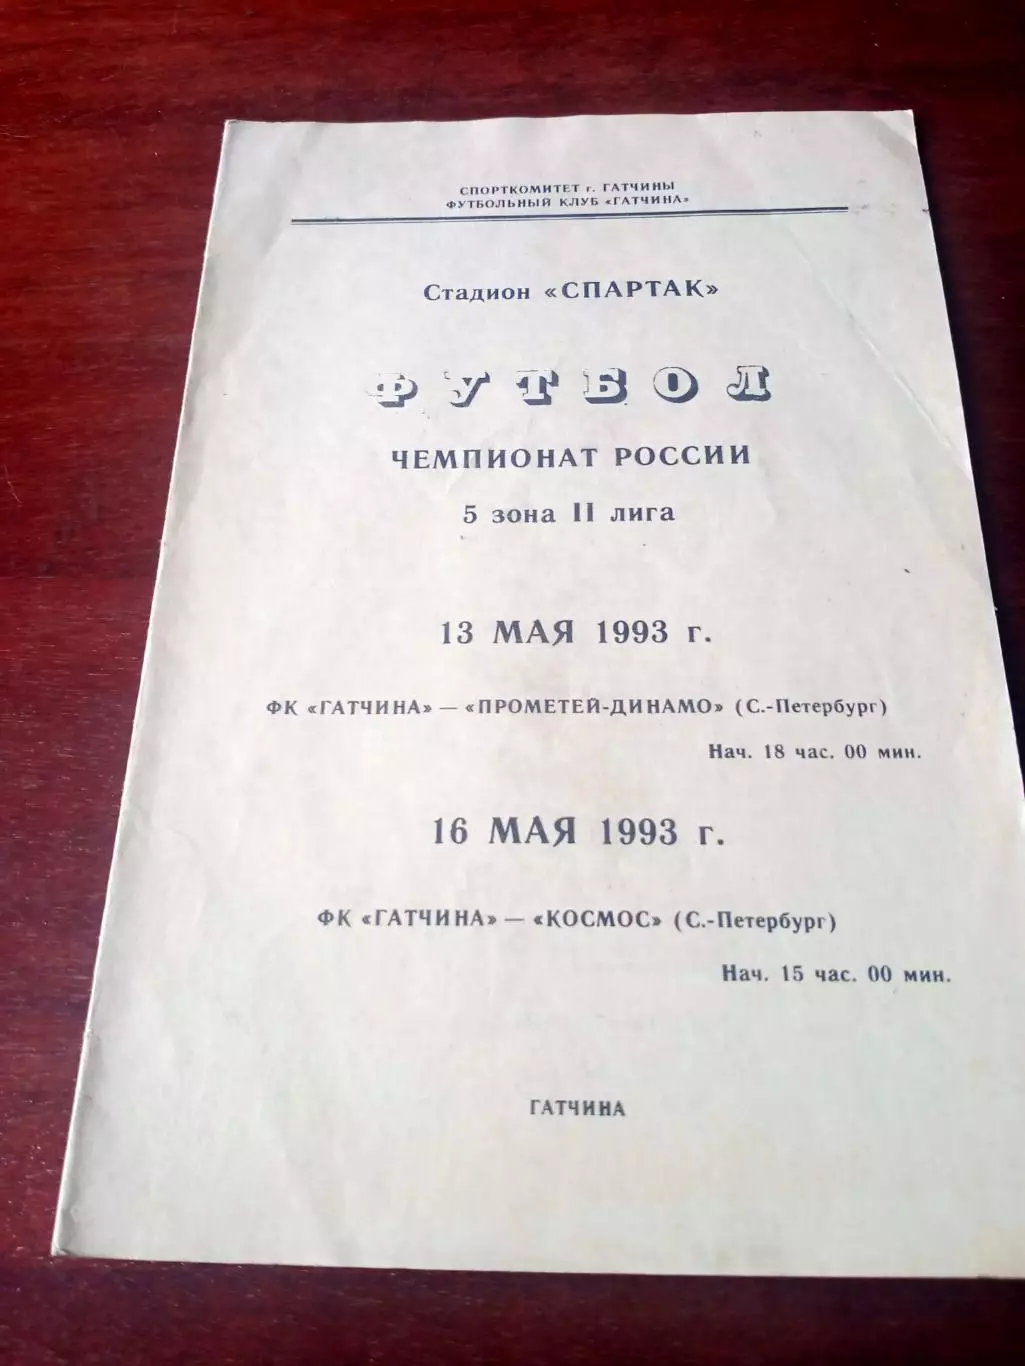 СПОРТКОМИТЕТ г. ГАТЧИНЫ
ФУТБОЛЬНЫЙ КЛУБ «ГАТЧИНА»
Стадион «СПАРТАК»
ФУТБОЛ
ЧЕМПИОНАТ РОССИИ
5 зона II лига
13 МАЯ 1993 г.
ФК «ГАТЧИНА» — «ПРОМЕТЕЙ-ДИНАМО» (С.-Петербург)
Нач. 18 час. 00 мин.
16 МАЯ 1993 г.
ФК «ГАТЧИНА» — «КОСМОС» (С.-Петербург)
Нач. 15 час. 00 мин.
ГАТЧИНА